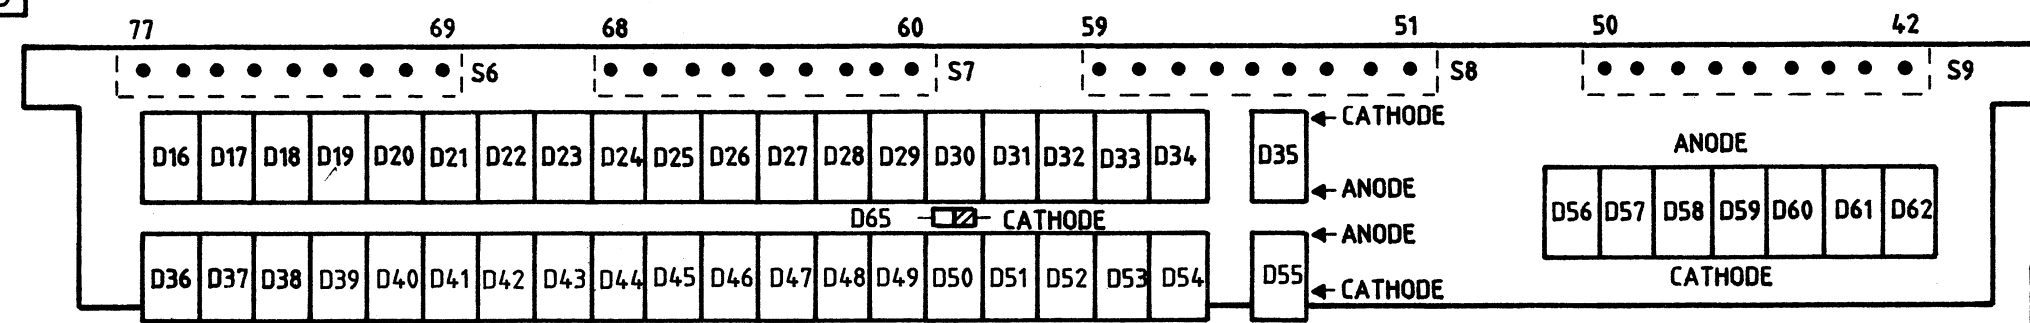 77 69 68 60 59 51 50 42
S6 S7 S8 S9
CATHODE
D16 D17 D18 D19 D20 D21 D22 D23 D24 D25 D26 D27 D28 D29 D30 D31 D32 D33 D34 D35
ANODE
ANODE
D65 CATHODE
ANODE
D56 D57 D58 D59 D60 D61 D62
D36 D37 D38 D39 D40 D41 D42 D43 D44 D45 D46 D47 D48 D49 D50 D51 D52 D53 D54 D55
CATHODE
CATHODE